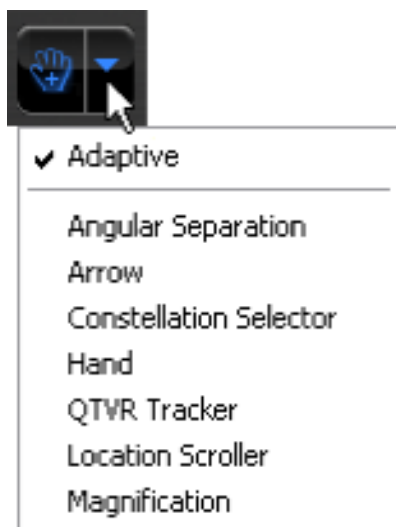 Adaptive
Angular Separation
Arrow
Constellation Selector
Hand
QTVR Tracker
Location Scroller
Magnification